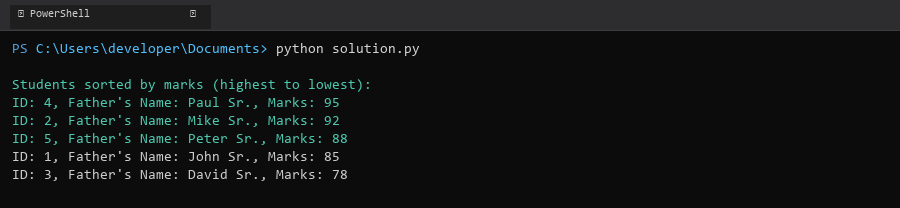 PowerShell
PS C:\Users\developer\Documents> python solution.py
Students sorted by marks (highest to lowest):
ID: 4, Father's Name: Paul Sr., Marks: 95
ID: 2, Father's Name: Mike Sr., Marks: 92
ID: 5, Father's Name: Peter Sr., Marks: 88
ID: 1, Father's Name: John Sr., Marks: 85
ID: 3, Father's Name: David Sr., Marks: 78